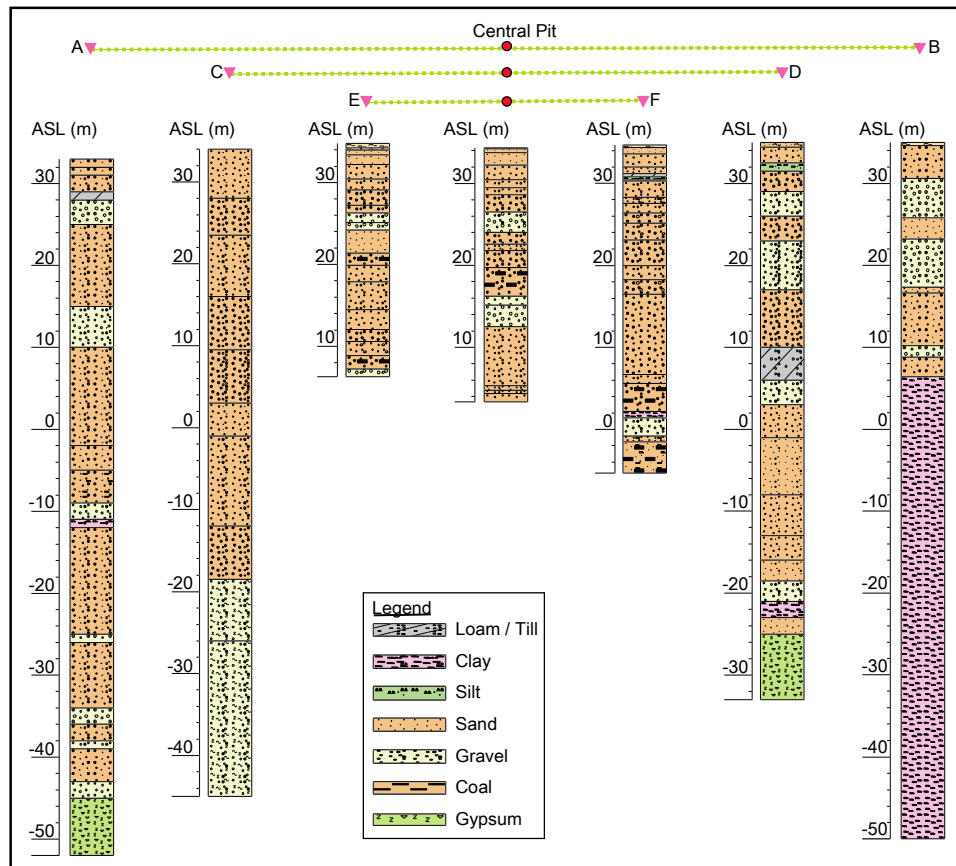 Central Pit
A B
C D
E F
ASL (m) ASL (m) ASL (m) ASL (m) ASL (m) ASL (m) ASL (m)
30 30 30 30 30 30 30
20 20 20 20 20 20 20
10 10 10 10 10 10 10
0 0 0 0 0
-10 -10 -10 -10
-20 -20 -20 -20
-30 -30 -30 -30
-40 -40 -40
-50 -50
Legend
Loam / Till
Clay
Silt
Sand
Gravel
Coal
Gypsum